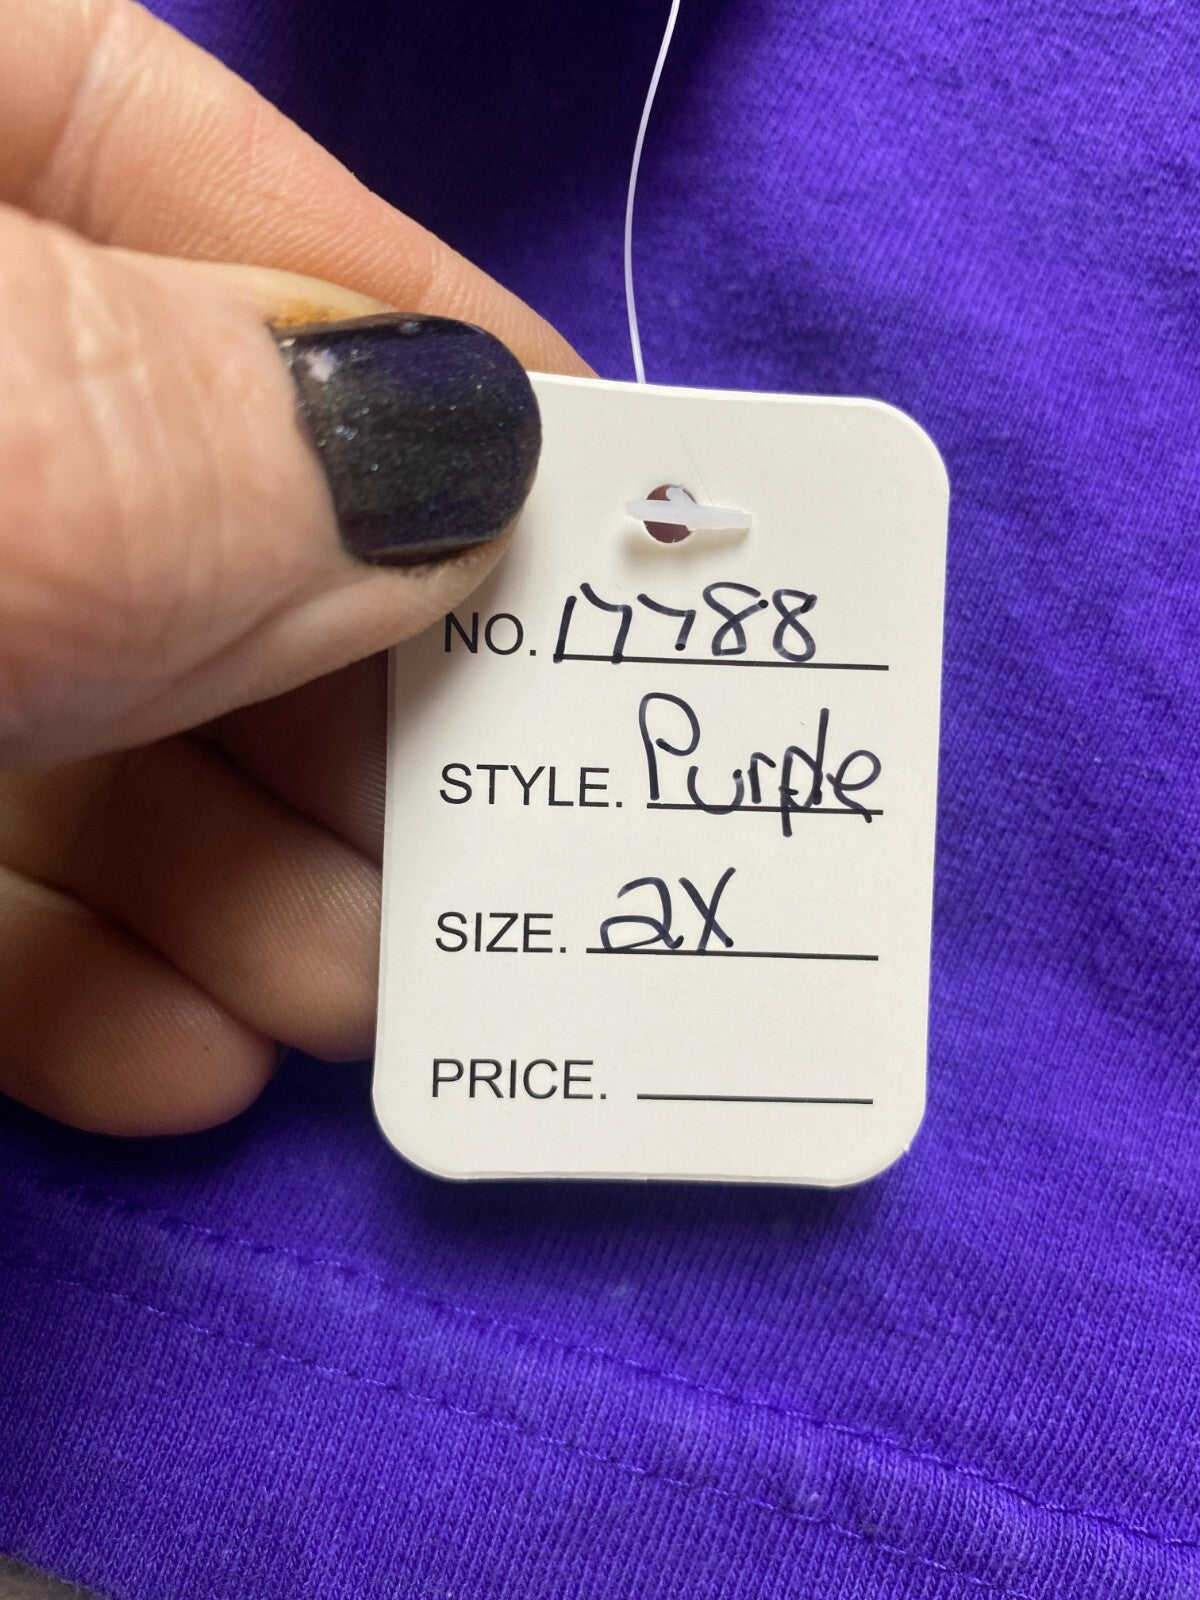 NO. 17788
STYLE. Purple
SIZE. 2X
PRICE.